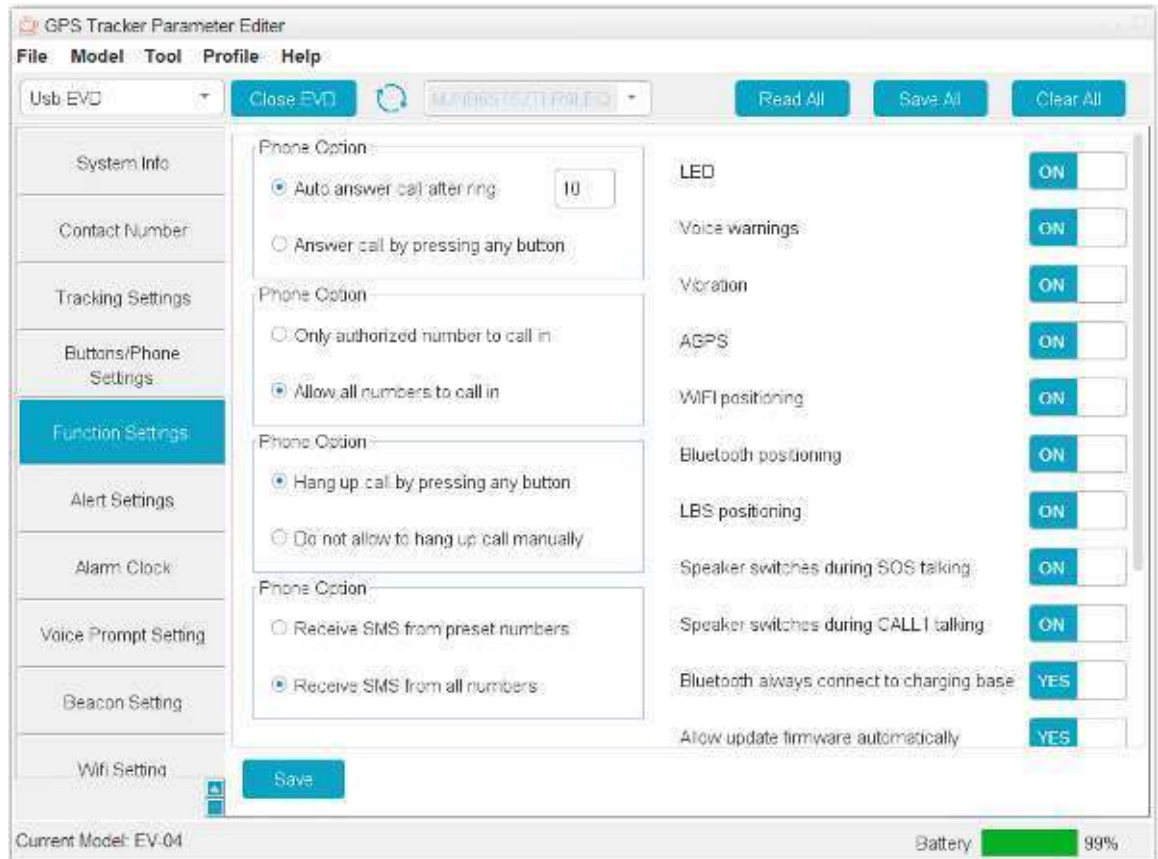 GPS Tracker Parameter Editer
File Model Tool Profile Help
Usb EVD Close EVD Read All Save All Clear All
System Info
Contact Number
Tracking Settings
Buttons/Phone
Settings
Function Settings
Alert Settings
Alarm Clock
Voice Prompt Setting
Beacon Setting
Wifi Setting
Phone Option
Auto answer call after ring 10
Answer call by pressing any button
Phone Option
Only authorized number to call in
Allow all numbers to call in
Phone Option
Hang up call by pressing any button
Do not allow to hang up call manually
Phone Option
Receive SMS from preset numbers
Receive SMS from all numbers
LED ON
Voice warnings ON
Vibration ON
AGPS ON
WIFI positioning ON
Bluetooth positioning ON
LBS positioning ON
Speaker switches during SOS talking ON
Speaker switches during CALL1 talking ON
Bluetooth always connect to charging base YES
Allow update firmware automatically YES
Save
Current Model: EV-04 Battery 99%